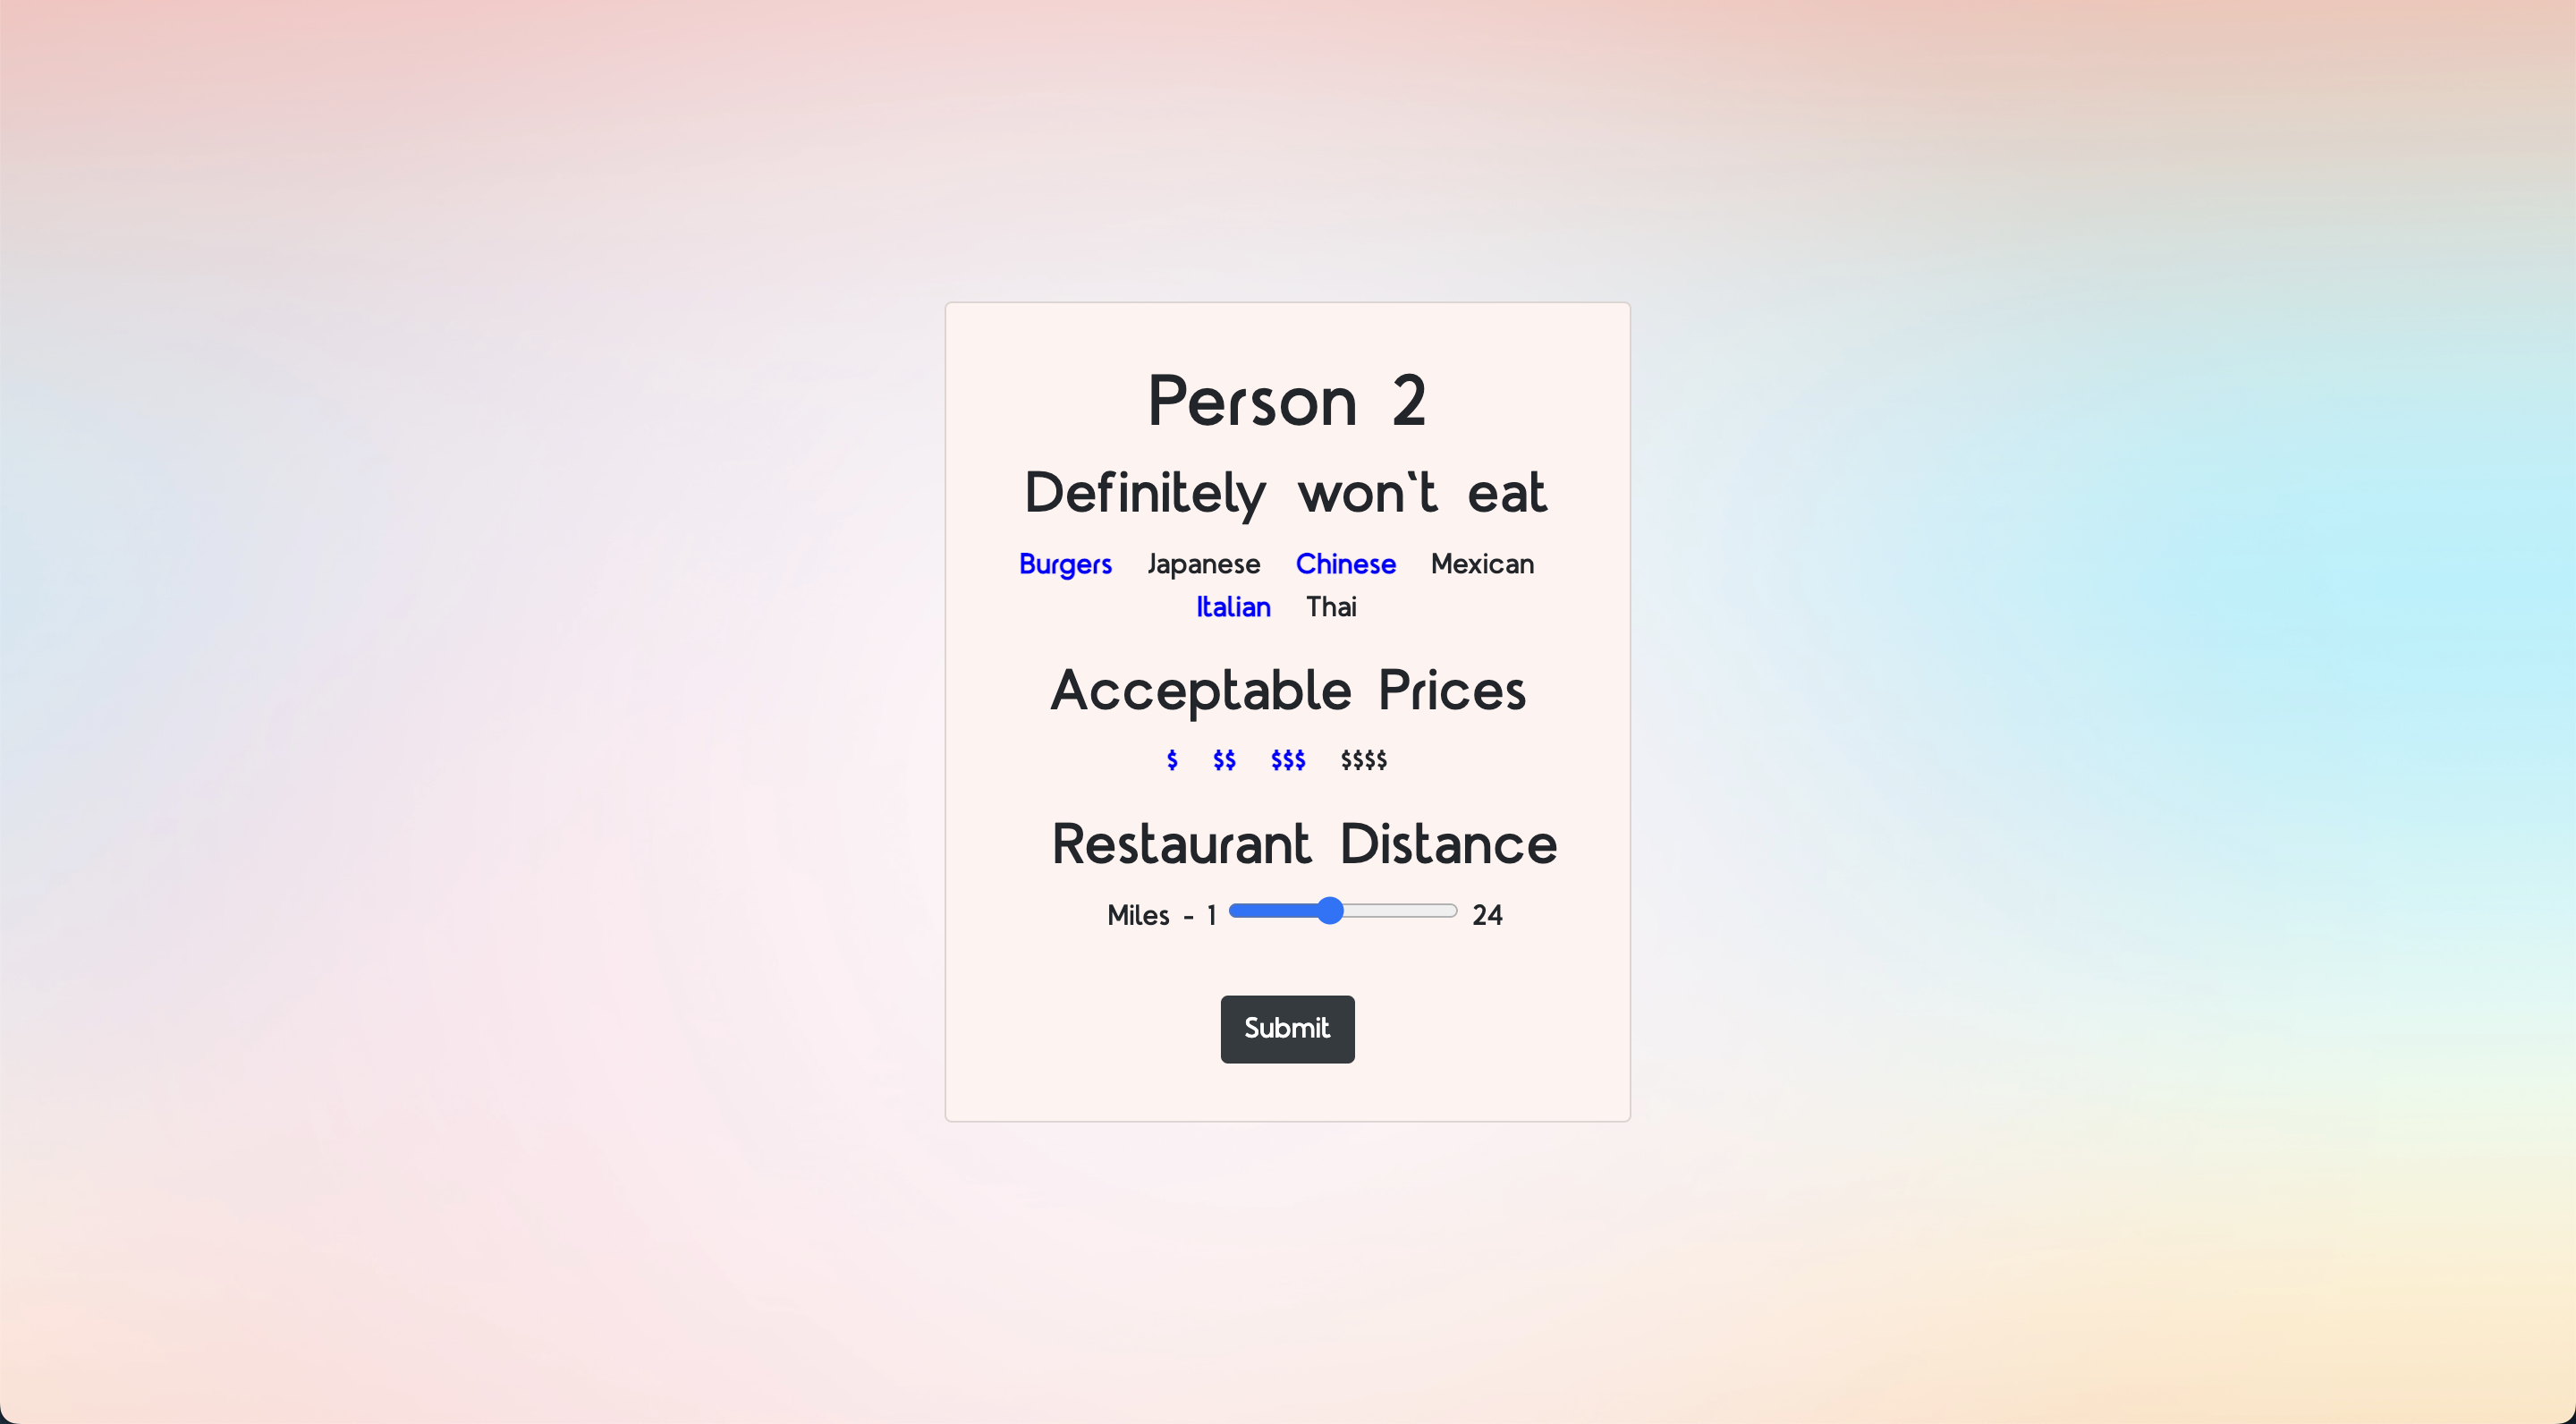 Person 2
Definitely won`t eat
Burgers Japanese Chinese Mexican
Italian Thai
Acceptable Prices
$ $$ $$$ $$$$
Restaurant Distance
Miles - 1 24
Submit